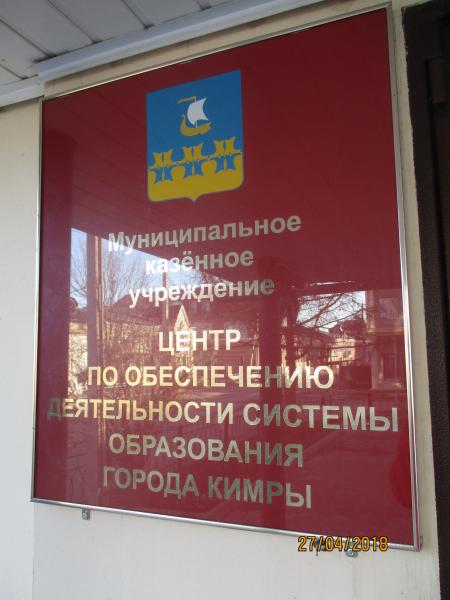 Муниципальное
казённое
учреждение
ЦЕНТР
ПО ОБЕСПЕЧЕНИЮ
ДЕЯТЕЛЬНОСТИ СИСТЕМЫ
ОБРАЗОВАНИЯ
ГОРОДА КИМРЫ
27/04/2018